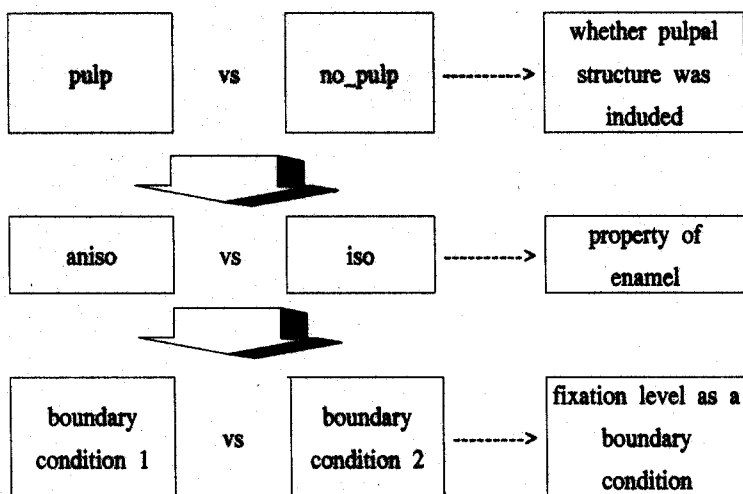 pulp vs no_pulp
whether pulpal
structure was
induded
aniso vs iso
property of
enamel
boundary
condition 1
vs
boundary
condition 2
fixation level as a
boundary
condition